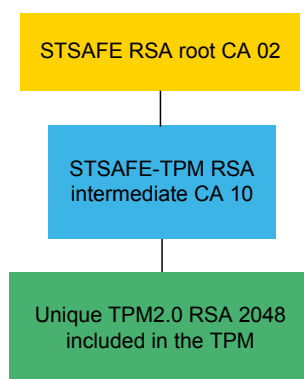 STSAFE RSA root CA 02
STSAFE-TPM RSA
intermediate CA 10
Unique TPM2.0 RSA 2048
included in the TPM